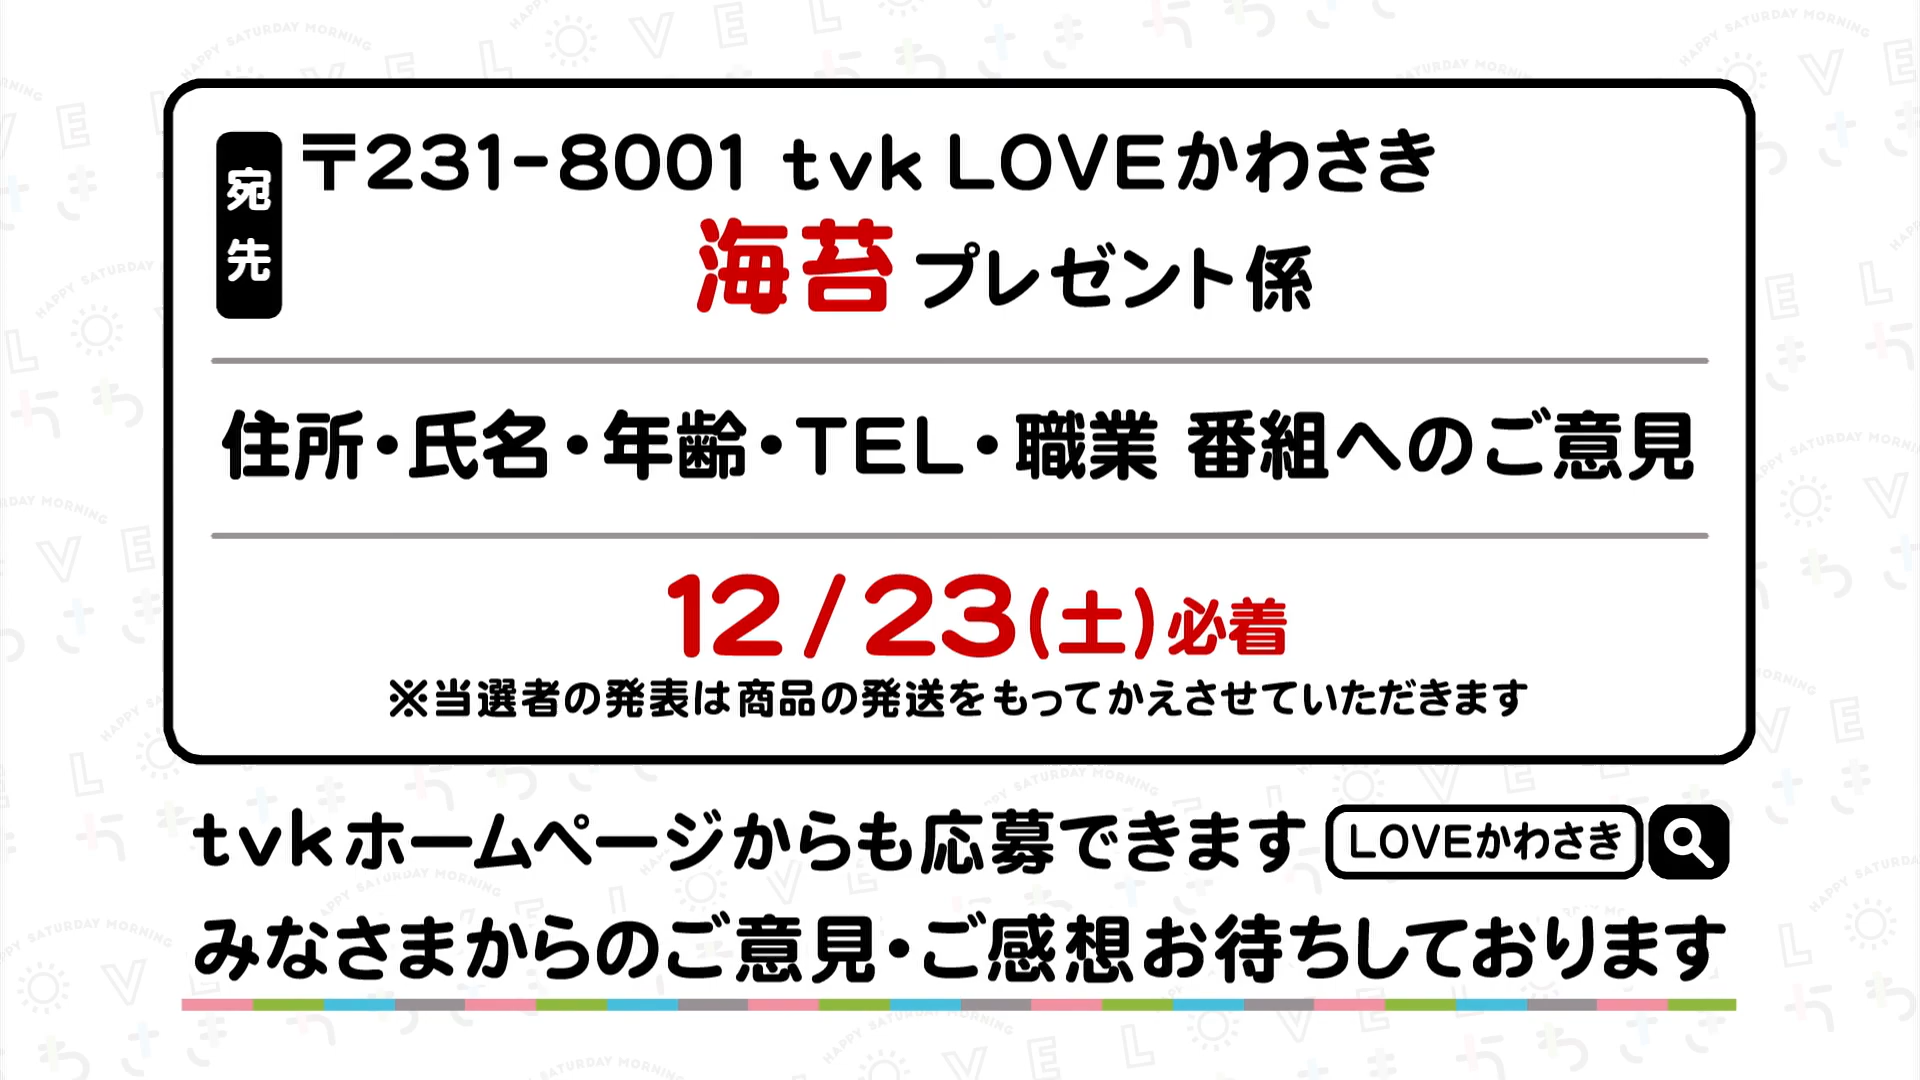 宛先
〒231-8001 tvk LOVEかわさき
海苔プレゼント係
住所・氏名・年齢・TEL・職業 番組へのご意見
12/23(土)必着
※当選者の発表は商品の発送をもってかえさせていただきます
tvkホームページからも応募できます LOVEかわさき
みなさまからのご意見・ご感想お待ちしております